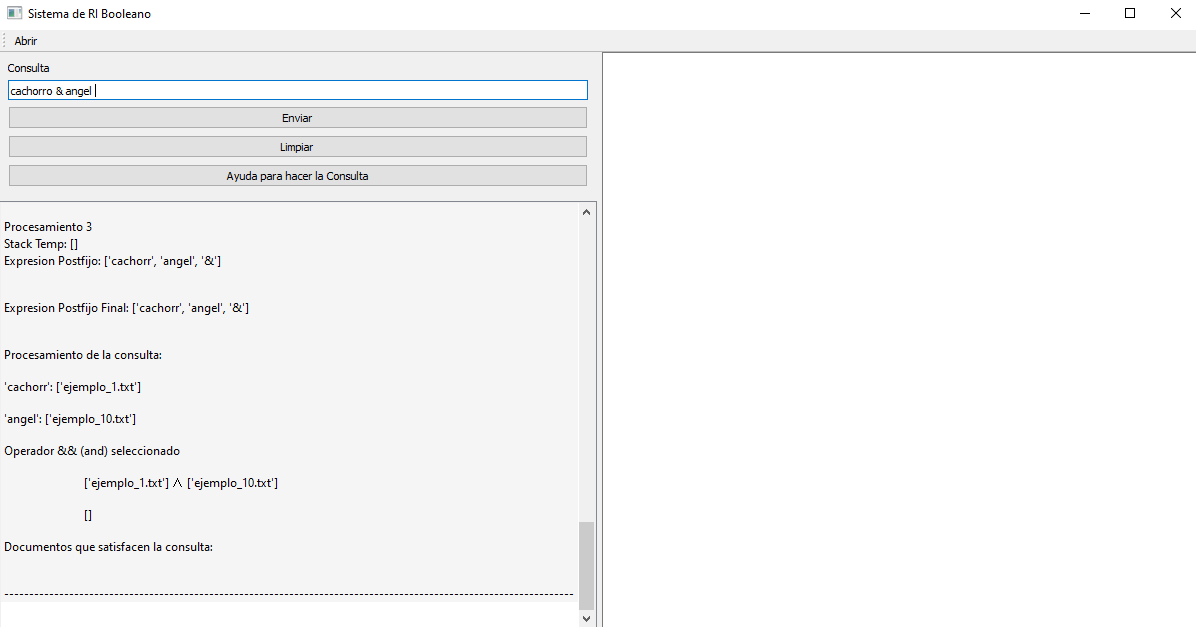 Sistema de RI Booleano
Abrir
Consulta
cachorro & angel
Enviar
Limpiar
Ayuda para hacer la Consulta
Procesamiento 3
Stack Temp: []
Expresion Postfijo: ['cachorr', 'angel', '&']
Expresion Postfijo Final: ['cachorr', 'angel', '&']
Procesamiento de la consulta:
'cachorr': ['ejemplo_1.txt']
'angel': ['ejemplo_10.txt']
Operador && (and) seleccionado
['ejemplo_1.txt'] ∧ ['ejemplo_10.txt']
[]
Documentos que satisfacen la consulta:
------------------------------------------------------------------------------------------------------------------